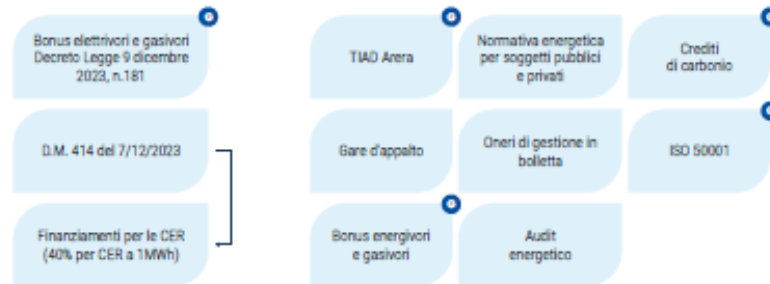 Bonus elettrivori e gasivori
Decreto Legge 9 dicembre
2023, n.181
TIAD Arera
Normativa energetica
per soggetti pubblici
e privati
Crediti
di carbonio
D.M. 414 del 7/12/2023
Gare d'appalto
Oneri di gestione in
bolletta
ISO 50001
Finanziamenti per le CER
(40% per CER a 1MWh)
Bonus energivori
e gasivori
Audit
energetico